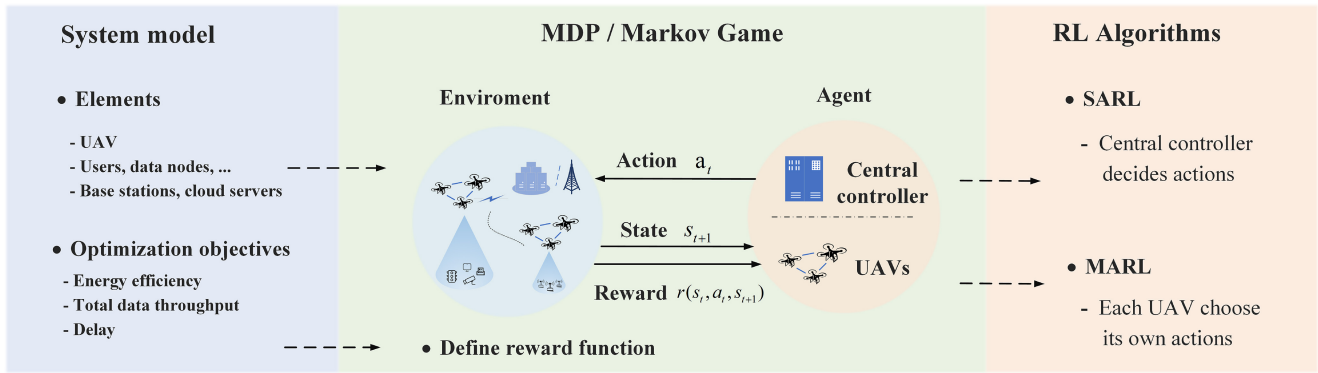 System model
• Elements
- UAV
- Users, data nodes, ...
- Base stations, cloud servers
• Optimization objectives
- Energy efficiency
- Total data throughput
- Delay
MDP / Markov Game
Enviroment
Agent
Action a_t
Central
controller
State s_{t+1}
UAVs
Reward r(s_t, a_t, s_{t+1})
• Define reward function
RL Algorithms
• SARL
- Central controller
decides actions
• MARL
- Each UAV choose
its own actions